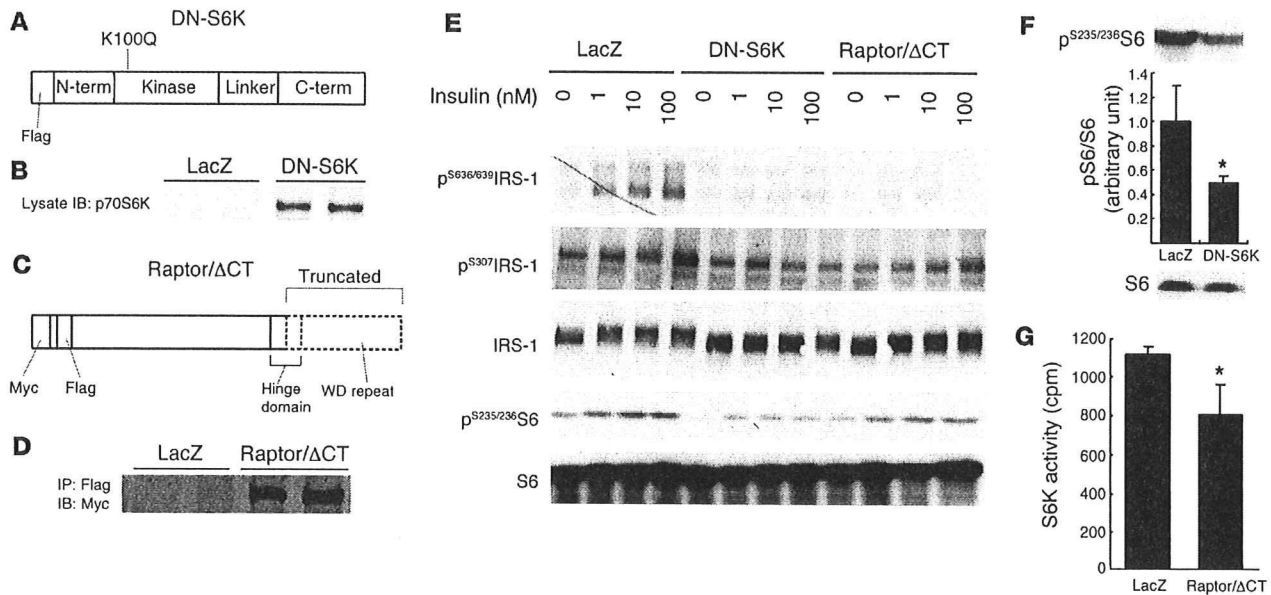 A
DN-S6K
K100Q
N-term Kinase Linker C-term
Flag
B
LacZ DN-S6K
Lysate IB: p70S6K
C
Raptor/ΔCT
Truncated
Myc
Flag
Hinge domain
WD repeat
D
LacZ Raptor/ΔCT
IP: Flag
IB: Myc
E
LacZ DN-S6K Raptor/ΔCT
Insulin (nM) 0 1 10 100 0 1 10 100 0 1 10 100
pS636/639IRS-1
pS307IRS-1
IRS-1
pS235/236S6
S6
F
pS235/236S6
pS6/S6
(arbitrary unit)
1.4
1.2
1.0
0.8
0.6
0.4
0.2
*
LacZ DN-S6K
S6
G
S6K activity (cpm)
1200
1000
800
600
400
200
0
*
LacZ Raptor/ΔCT